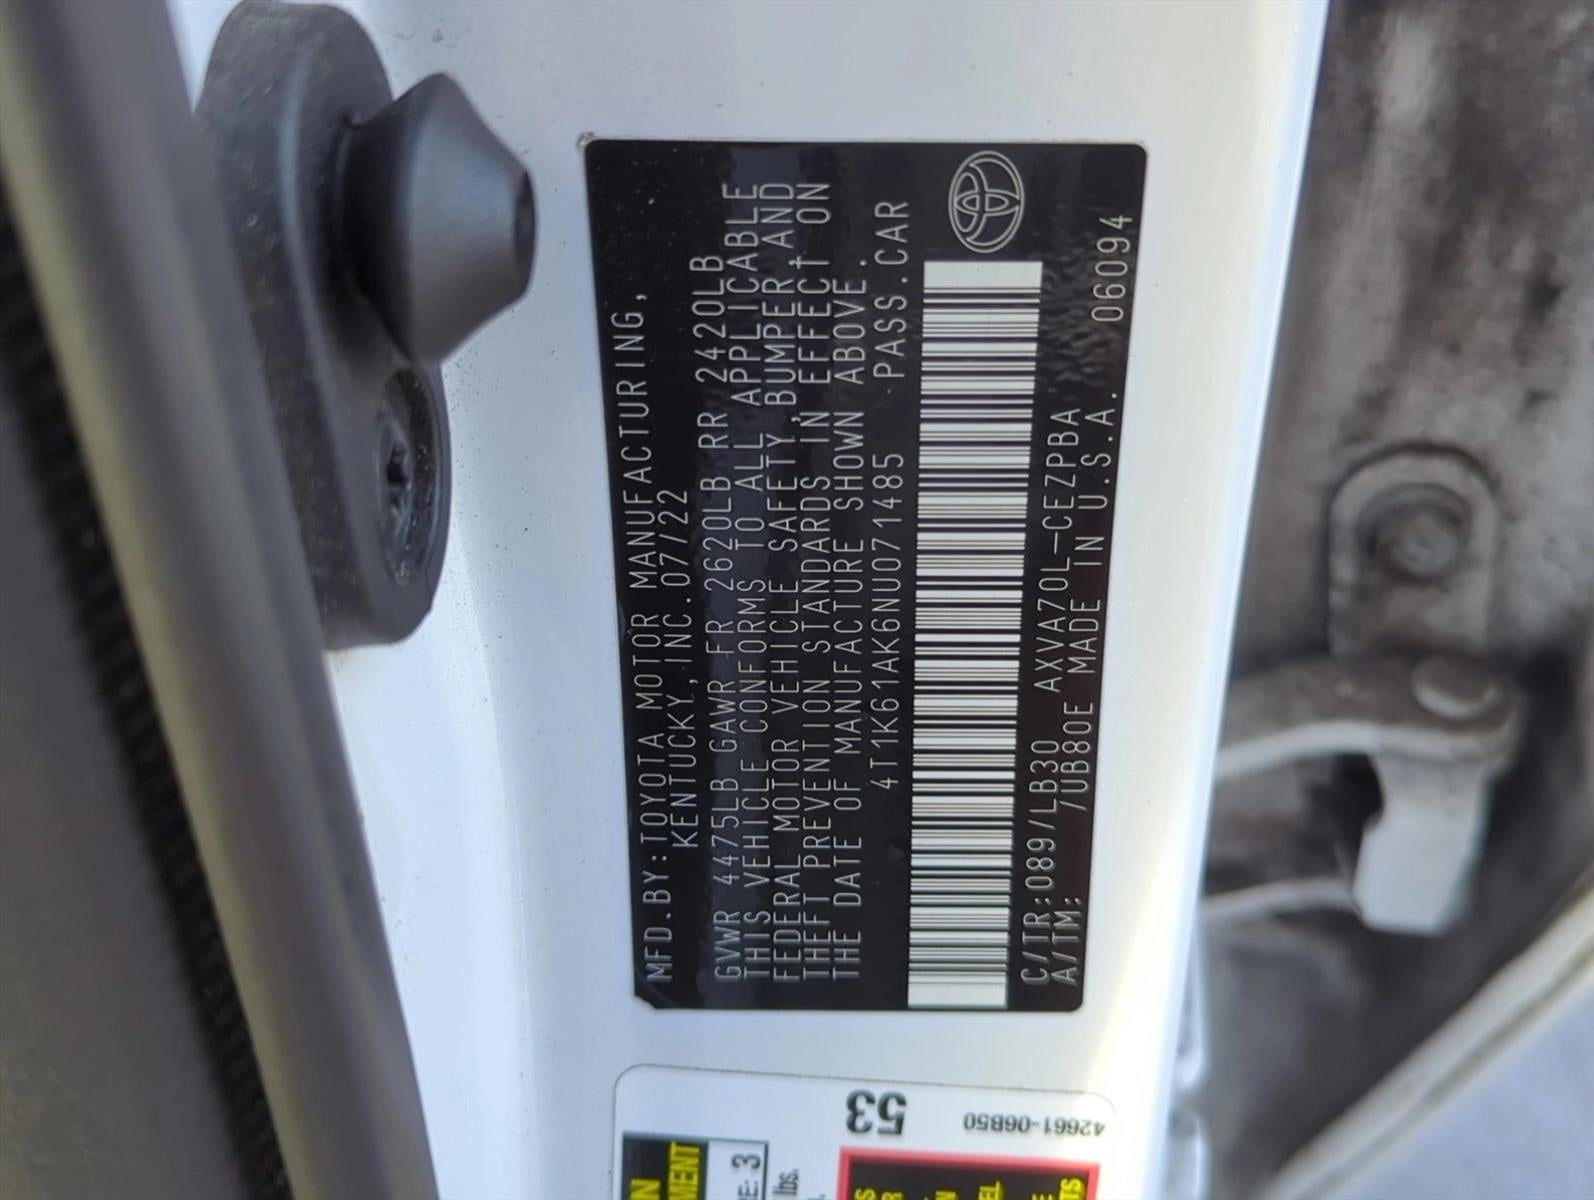 MFD.BY:TOYOTA MOTOR MANUFACTURING,
KENTUCKY,INC.07/22
GVWR 4475LB GAWR FR 2620LB RR 2420LB
THIS VEHICLE CONFORMS TO ALL APPLICABLE
FEDERAL MOTOR VEHICLE SAFETY,BUMPER,AND
THEFT PREVENTION STANDARDS IN EFFECT ON
THE DATE OF MANUFACTURE SHOWN ABOVE.
4T1K61AK6NU071485 PASS.CAR
C/TR:089/LB30 AXVA70L-CEZPBA
A/TM: /UB80E MADE IN U.S.A. 06094
53
42661-06B50
3
lbs.